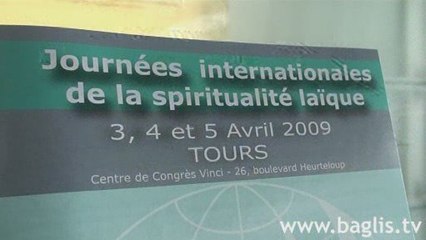 Journées internationales
de la spiritualité laïque
3, 4 et 5 Avril 2009
TOURS
Centre de Congrès Vinci - 26, boulevard Heurteloup
www.baglis.tv